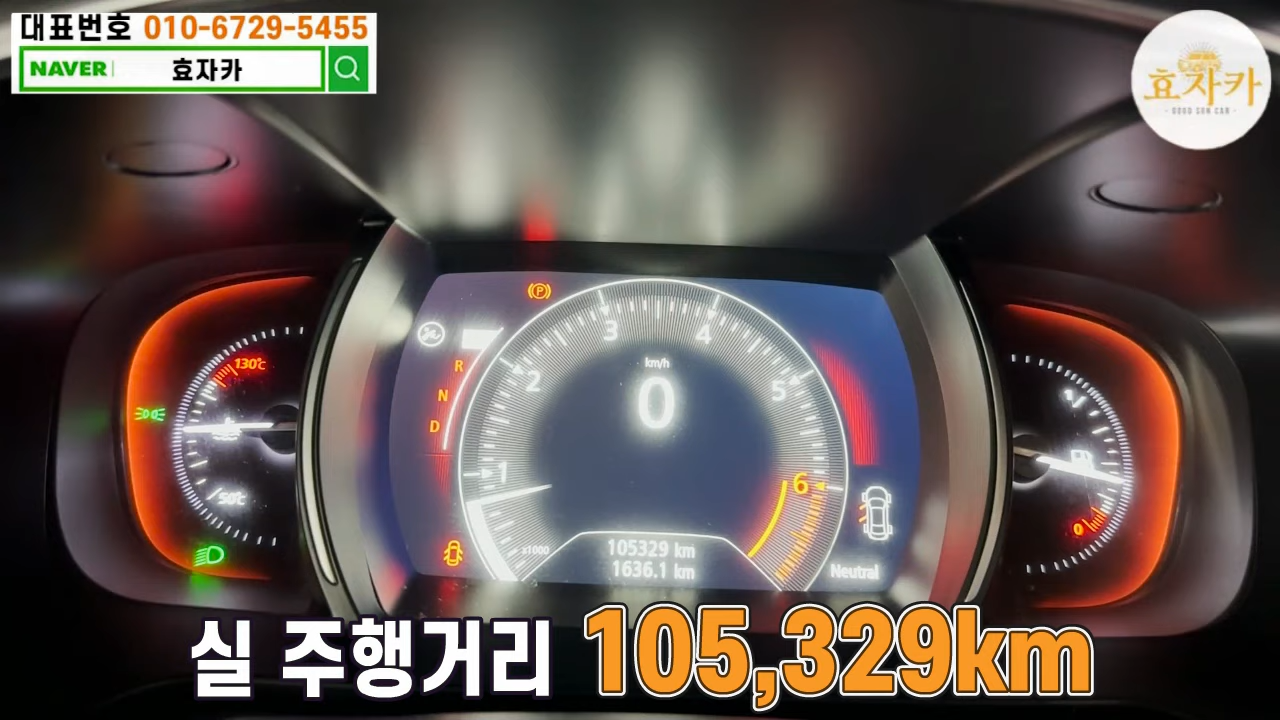 대표번호 010-6729-5455
NAVER 효자카
효자카
GOOD SON CAR
130℃
50℃
R
N
D
1
2
3
4
5
6
km/h
0
x1000
105329 km
1636.1 km
Neutral
0
실 주행거리 105,329km